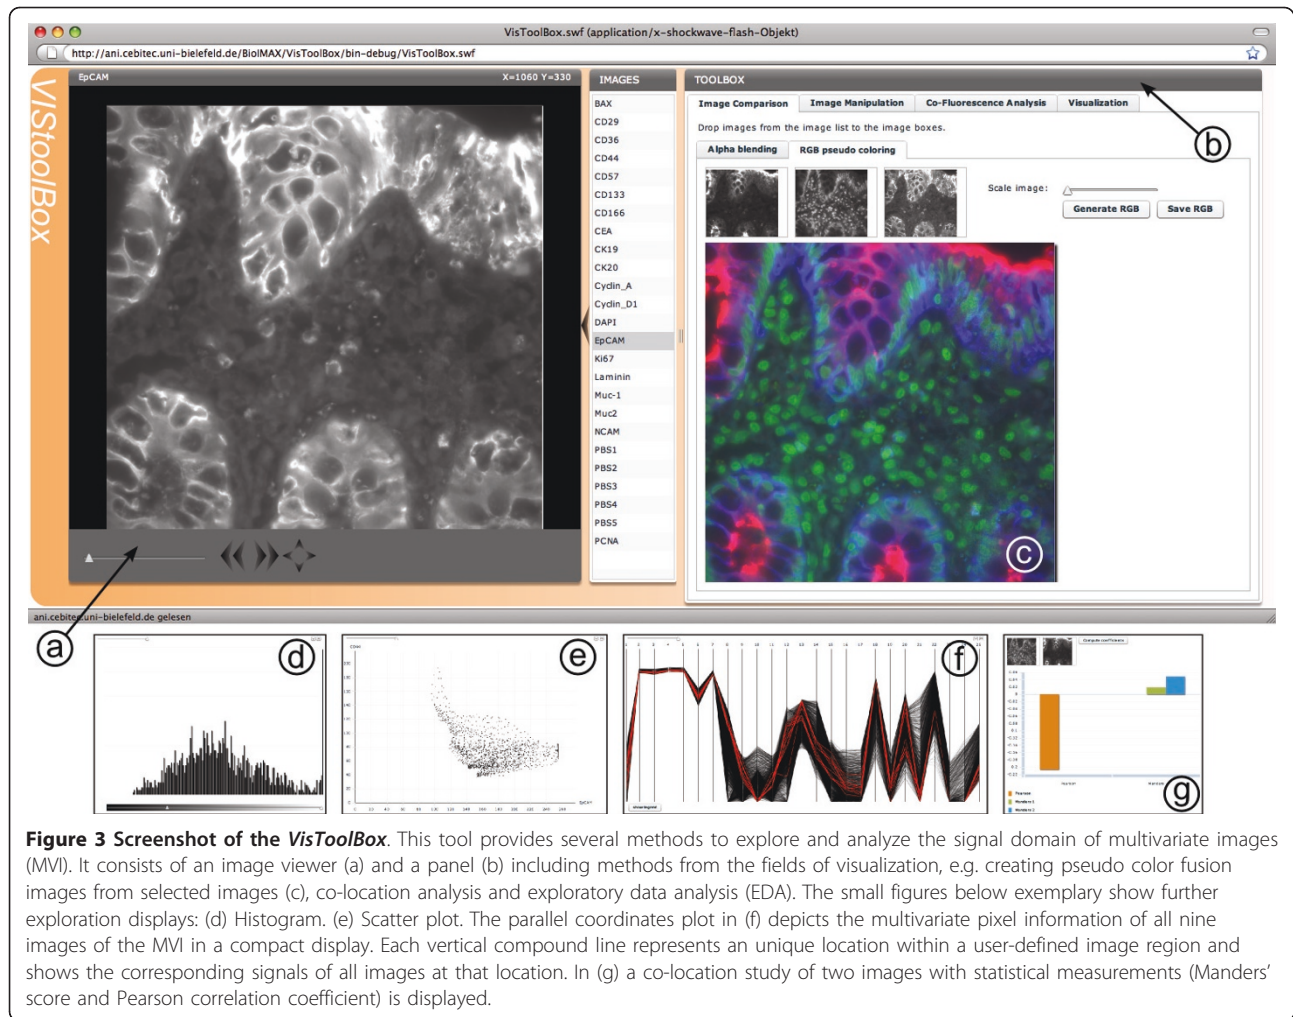 VisToolBox.swf (application/x-shockwave-flash-Objekt)
http://ani.cebitec.uni-bielefeld.de/BioIMAX/VisToolBox/bin-debug/VisToolBox.swf
VIStoolBox
EpCAM X=1060 Y=330
IMAGES
BAX
CD29
CD36
CD44
CD57
CD133
CD166
CEA
CK19
CK20
Cyclin_A
Cyclin_D1
DAPI
EpCAM
Ki67
Laminin
Muc-1
Muc2
NCAM
PBS1
PBS2
PBS3
PBS4
PBS5
PCNA
TOOLBOX
Image Comparison Image Manipulation Co-Fluorescence Analysis Visualization
Drop images from the image list to the image boxes.
Alpha blending RGB pseudo coloring
Scale image:
Generate RGB Save RGB
b
c
ani.cebitec.uni-bielefeld.de gelesen
a
d
e
f
g
Compute coefficients
Pearson
Figure 3 Screenshot of the VisToolBox. This tool provides several methods to explore and analyze the signal domain of multivariate images
(MVI). It consists of an image viewer (a) and a panel (b) including methods from the fields of visualization, e.g. creating pseudo color fusion
images from selected images (c), co-location analysis and exploratory data analysis (EDA). The small figures below exemplary show further
exploration displays: (d) Histogram. (e) Scatter plot. The parallel coordinates plot in (f) depicts the multivariate pixel information of all nine
images of the MVI in a compact display. Each vertical compound line represents an unique location within a user-defined image region and
shows the corresponding signals of all images at that location. In (g) a co-location study of two images with statistical measurements (Manders'
score and Pearson correlation coefficient) is displayed.